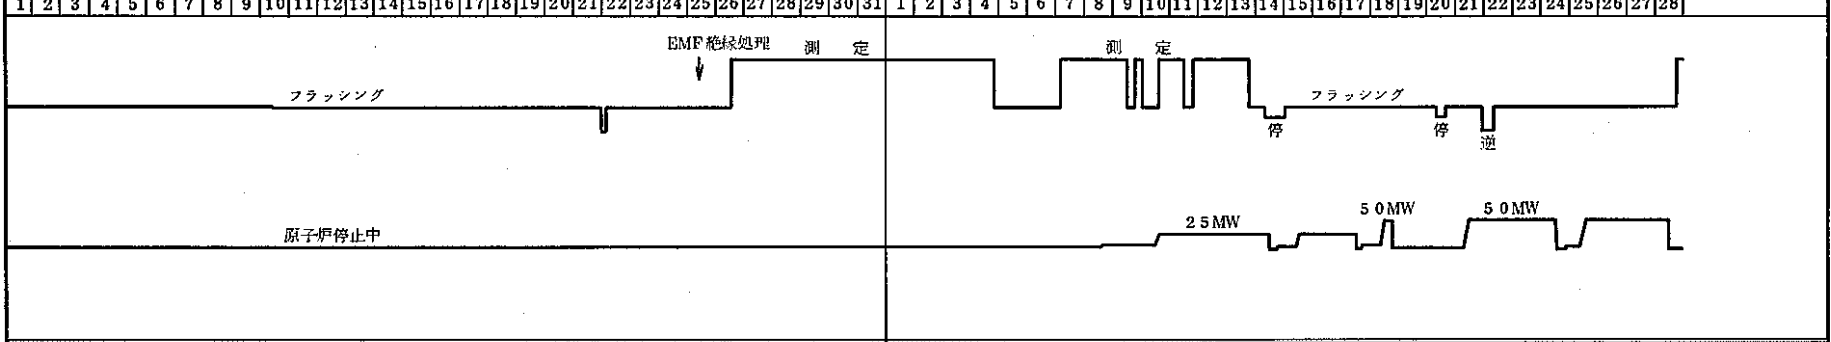 1 2 3 4 5 6 7 8 9 10 11 12 13 14 15 16 17 18 19 20 21 22 23 24 25 26 27 28 29 30 31 1 2 3 4 5 6 7 8 9 10 11 12 13 14 15 16 17 18 19 20 21 22 23 24 25 26 27 28
EMF絶縁処理 測 定 測 定
フラッシング フラッシング
停 停 逆
25MW 50MW 50MW
原子炉停止中